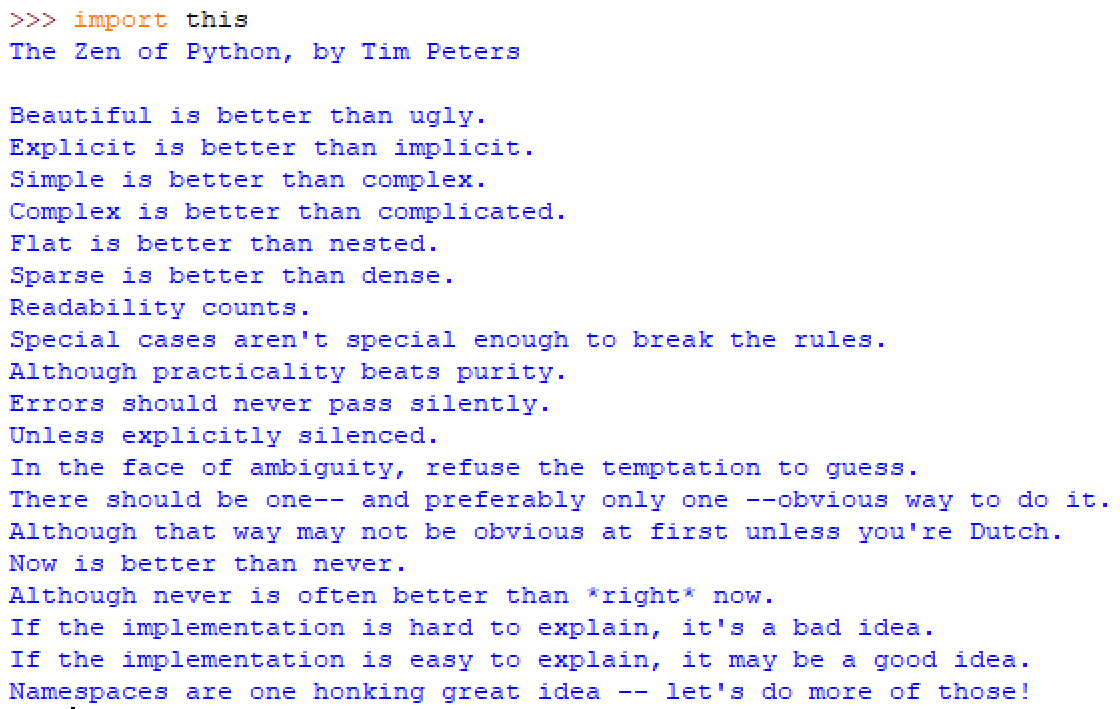 >>> import this
The Zen of Python, by Tim Peters

Beautiful is better than ugly.
Explicit is better than implicit.
Simple is better than complex.
Complex is better than complicated.
Flat is better than nested.
Sparse is better than dense.
Readability counts.
Special cases aren't special enough to break the rules.
Although practicality beats purity.
Errors should never pass silently.
Unless explicitly silenced.
In the face of ambiguity, refuse the temptation to guess.
There should be one-- and preferably only one --obvious way to do it.
Although that way may not be obvious at first unless you're Dutch.
Now is better than never.
Although never is often better than *right* now.
If the implementation is hard to explain, it's a bad idea.
If the implementation is easy to explain, it may be a good idea.
Namespaces are one honking great idea -- let's do more of those!